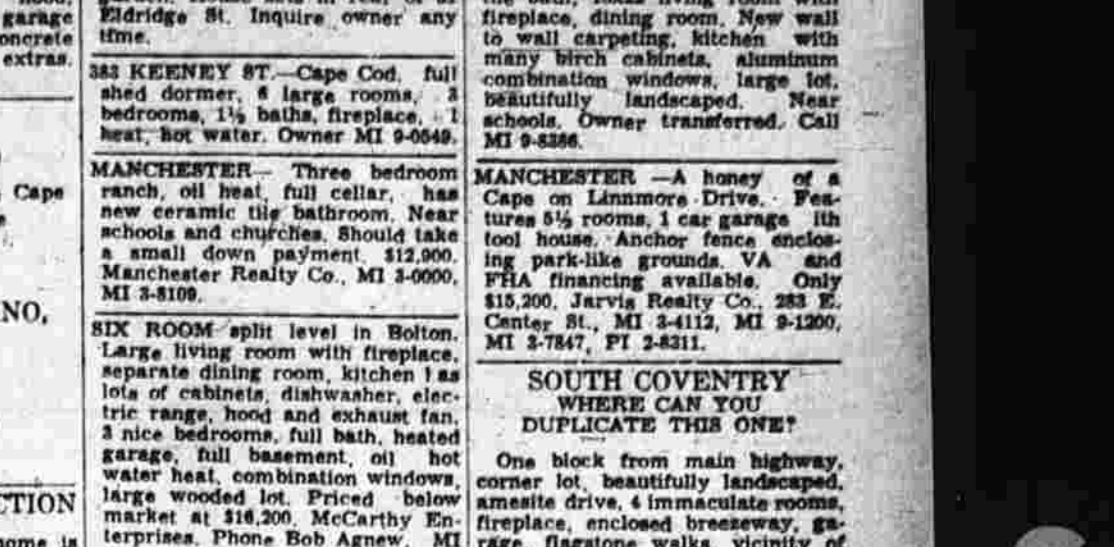 garage
oncrete
extras.
Cape
NO,
CTION
ome is
Eldridge St. Inquire owner any
time.
383 KEENEY ST.—Cape Cod, full
shed dormer, 6 large rooms, 3
bedrooms, 1½ baths, fireplace, 1
heat, hot water. Owner MI 9-0549.
MANCHESTER— Three bedroom
ranch, oil heat, full cellar, has
new ceramic tile bathroom. Near
schools and churches. Should take
a small down payment. $12,900.
Manchester Realty Co., MI 3-0000,
MI 3-8109.
SIX ROOM split level in Bolton.
Large living room with fireplace,
separate dining room, kitchen as
lots of cabinets, dishwasher, elec-
tric range, hood and exhaust fan,
3 nice bedrooms, full bath, heated
garage, full basement, oil hot
water heat, combination windows,
large wooded lot. Priced below
market at $16,200. McCarthy En-
terprises. Phone Bob Agnew, MI
fireplace, dining room. New wall
to wall carpeting, kitchen with
many birch cabinets, aluminum
combination windows, large lot,
beautifully landscaped. Near
schools. Owner transferred. Call
MI 9-8386.
MANCHESTER —A honey of a
Cape on Linnmore Drive. Fea-
tures 5½ rooms, 1 car garage ith
tool house. Anchor fence enclos-
ing park-like grounds. VA and
FHA financing available. Only
$15,200. Jarvis Realty Co., 283 E.
Center St., MI 3-4112, MI 9-1200,
MI 3-7847, PI 2-8311.
SOUTH COVENTRY
WHERE CAN YOU
DUPLICATE THIS ONE?
One block from main highway,
corner lot, beautifully landscaped,
amesite drive, 4 immaculate rooms,
fireplace, enclosed breezeway, ga-
rage, flagstone walks, vicinity of